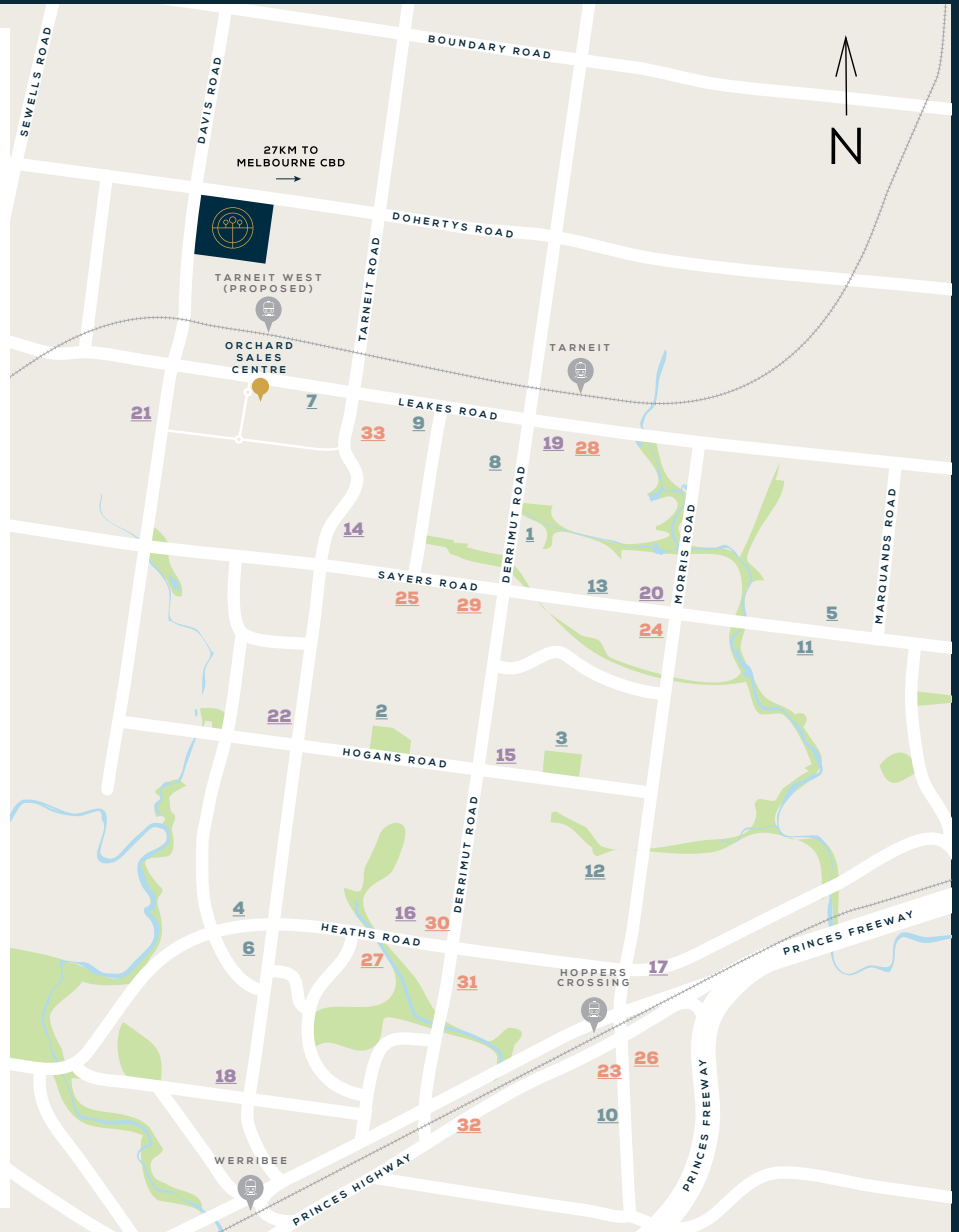 BOUNDARY ROAD
SEWELLS ROAD
DAVIS ROAD
N
27KM TO
MELBOURNE CBD
DOHERTYS ROAD
TARNEIT ROAD
TARNEIT WEST
(PROPOSED)
ORCHARD
SALES
CENTRE
TARNEIT
7
21
LEAKES ROAD
9
33
19
28
8
DERRIMUT ROAD
MORRIS ROAD
MARQUANDS ROAD
14
1
SAYERS ROAD
13
20
25
29
5
24
11
22
2
3
HOGANS ROAD
15
DERRIMUT ROAD
12
4
16
30
HEATHS ROAD
6
27
17
PRINCES FREEWAY
HOPPERS
CROSSING
31
26
23
18
PRINCES FREEWAY
10
32
WERRIBEE
PRINCES HIGHWAY